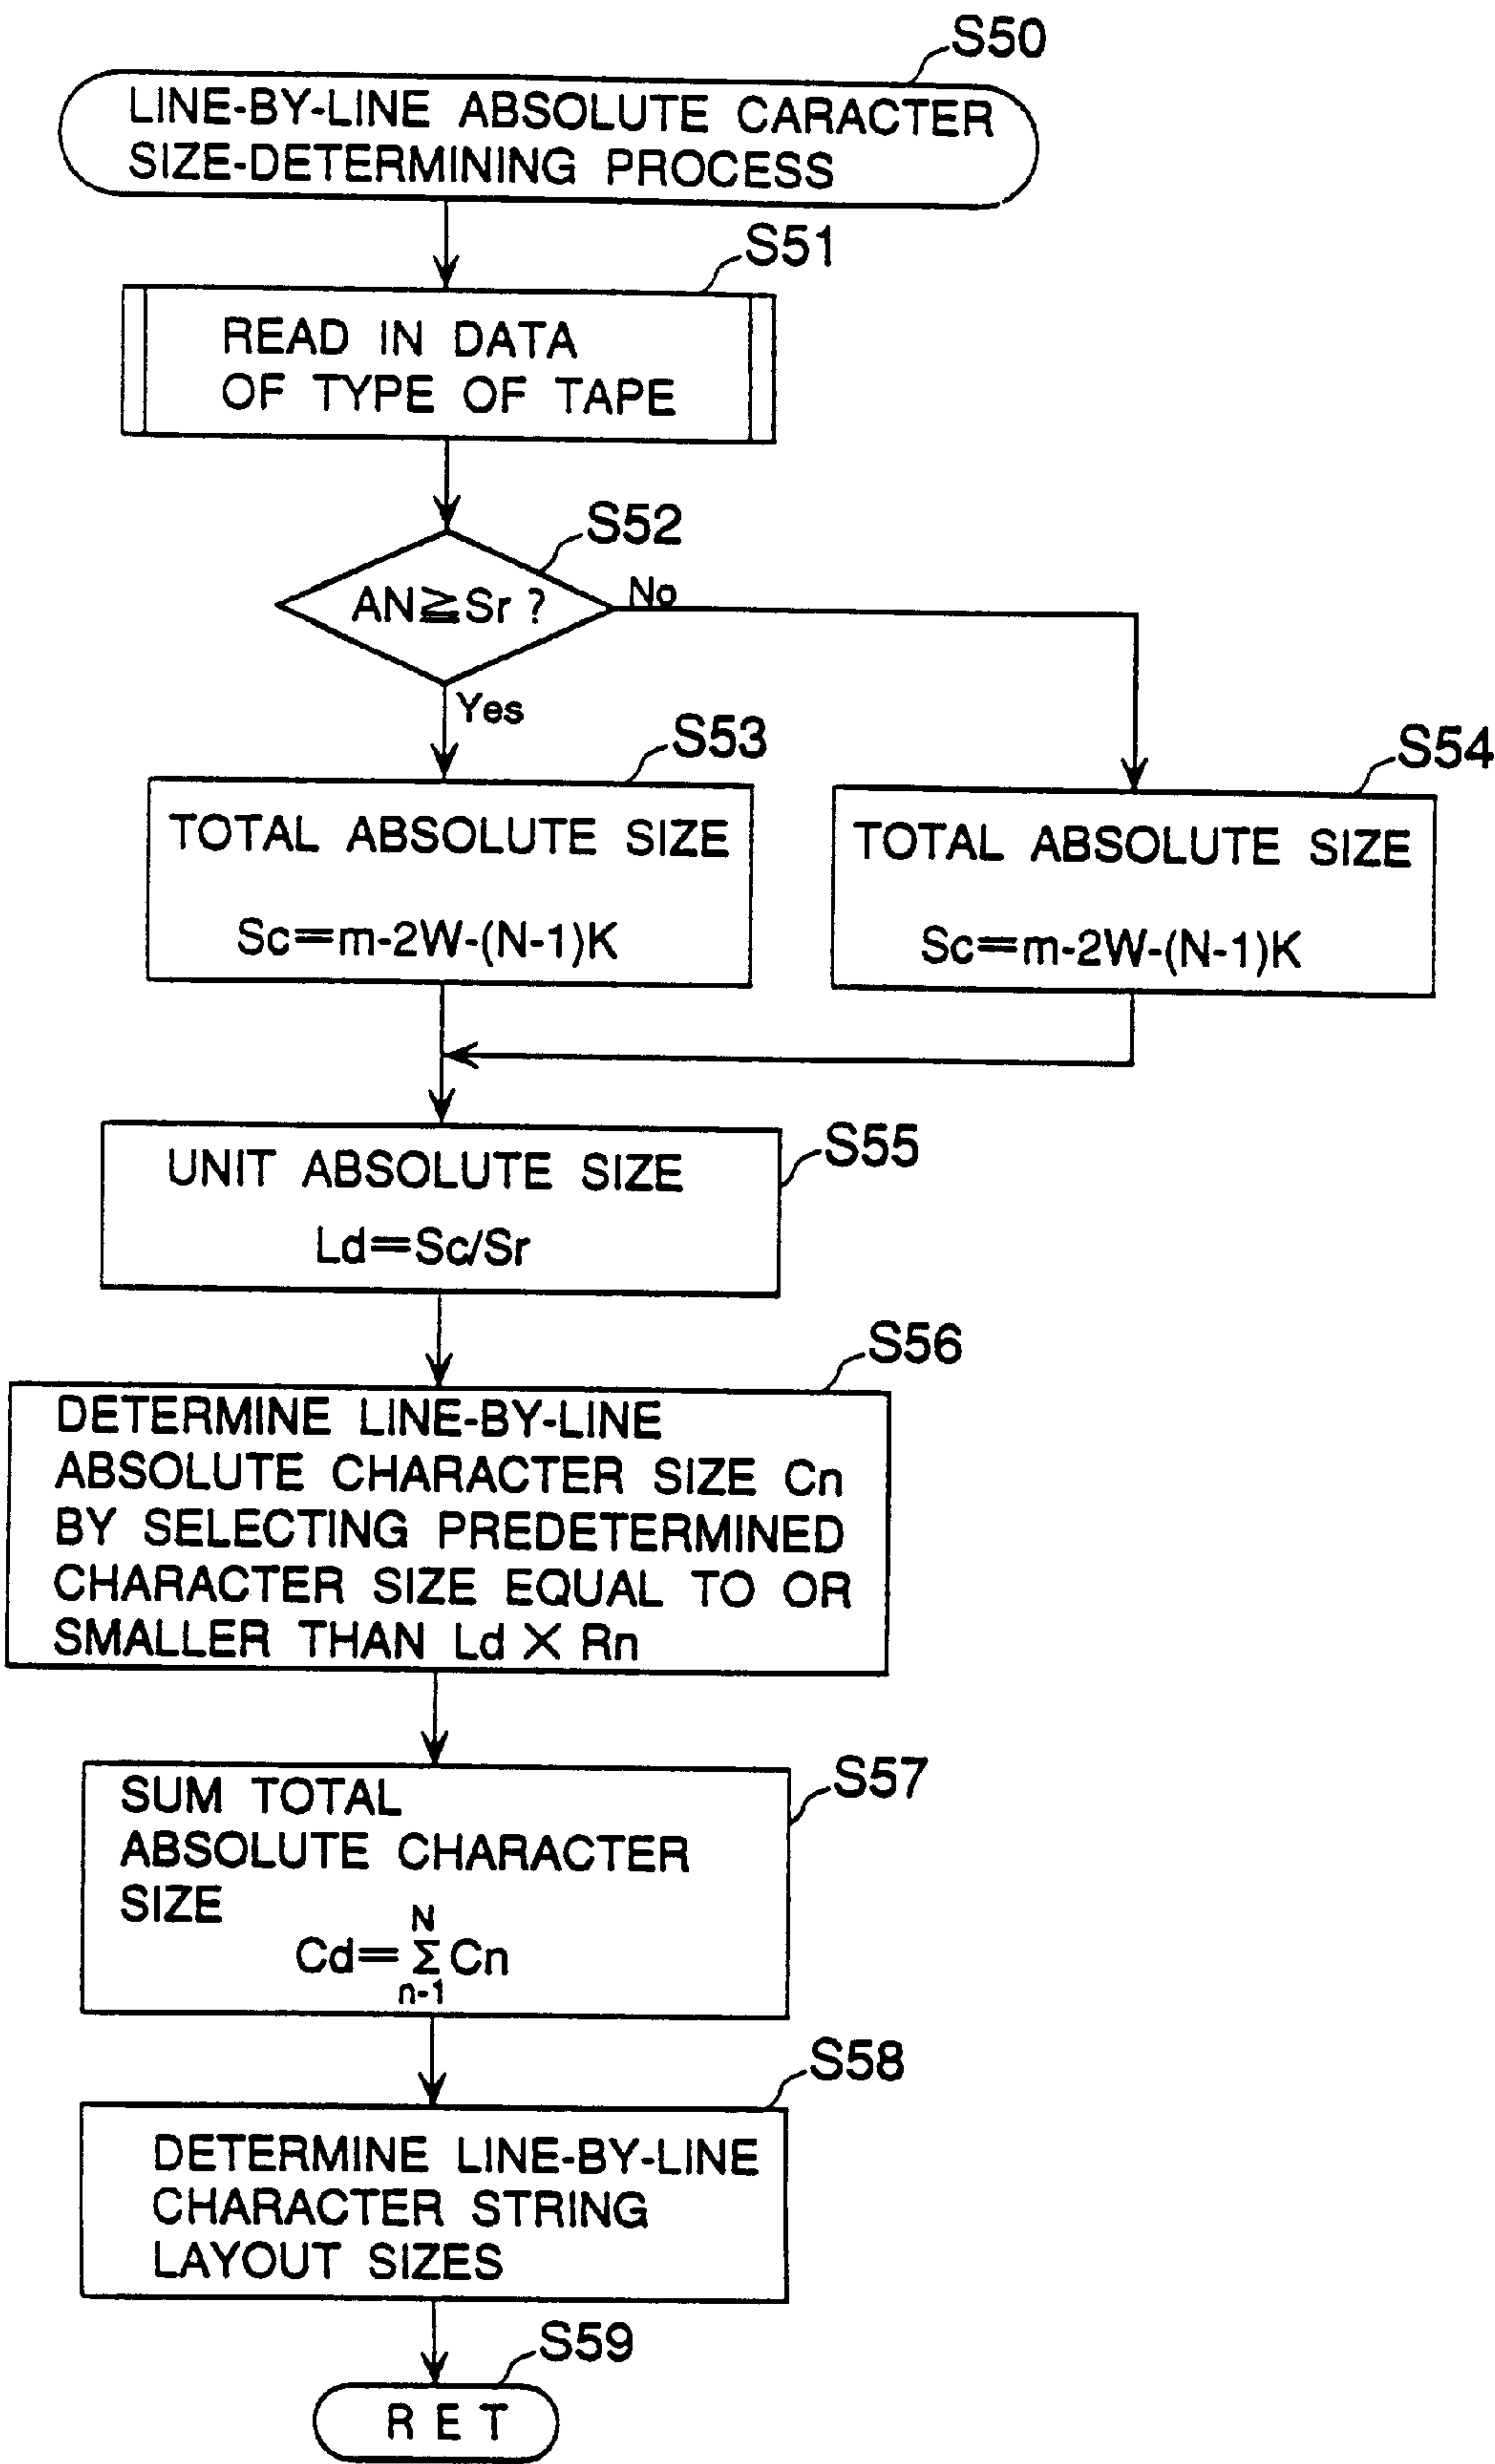 S50
LINE-BY-LINE ABSOLUTE CARACTER
SIZE-DETERMINING PROCESS
S51
READ IN DATA
OF TYPE OF TAPE
S52
AN≧Sr ?
No
Yes
S53
TOTAL ABSOLUTE SIZE
Sc=m-2W-(N-1)K
S54
TOTAL ABSOLUTE SIZE
Sc=m-2W-(N-1)K
S55
UNIT ABSOLUTE SIZE
Ld=Sc/Sr
S56
DETERMINE LINE-BY-LINE
ABSOLUTE CHARACTER SIZE Cn
BY SELECTING PREDETERMINED
CHARACTER SIZE EQUAL TO OR
SMALLER THAN Ld X Rn
S57
SUM TOTAL
ABSOLUTE CHARACTER
SIZE
N
Cd=Σ Cn
n-1
S58
DETERMINE LINE-BY-LINE
CHARACTER STRING
LAYOUT SIZES
S59
R E T